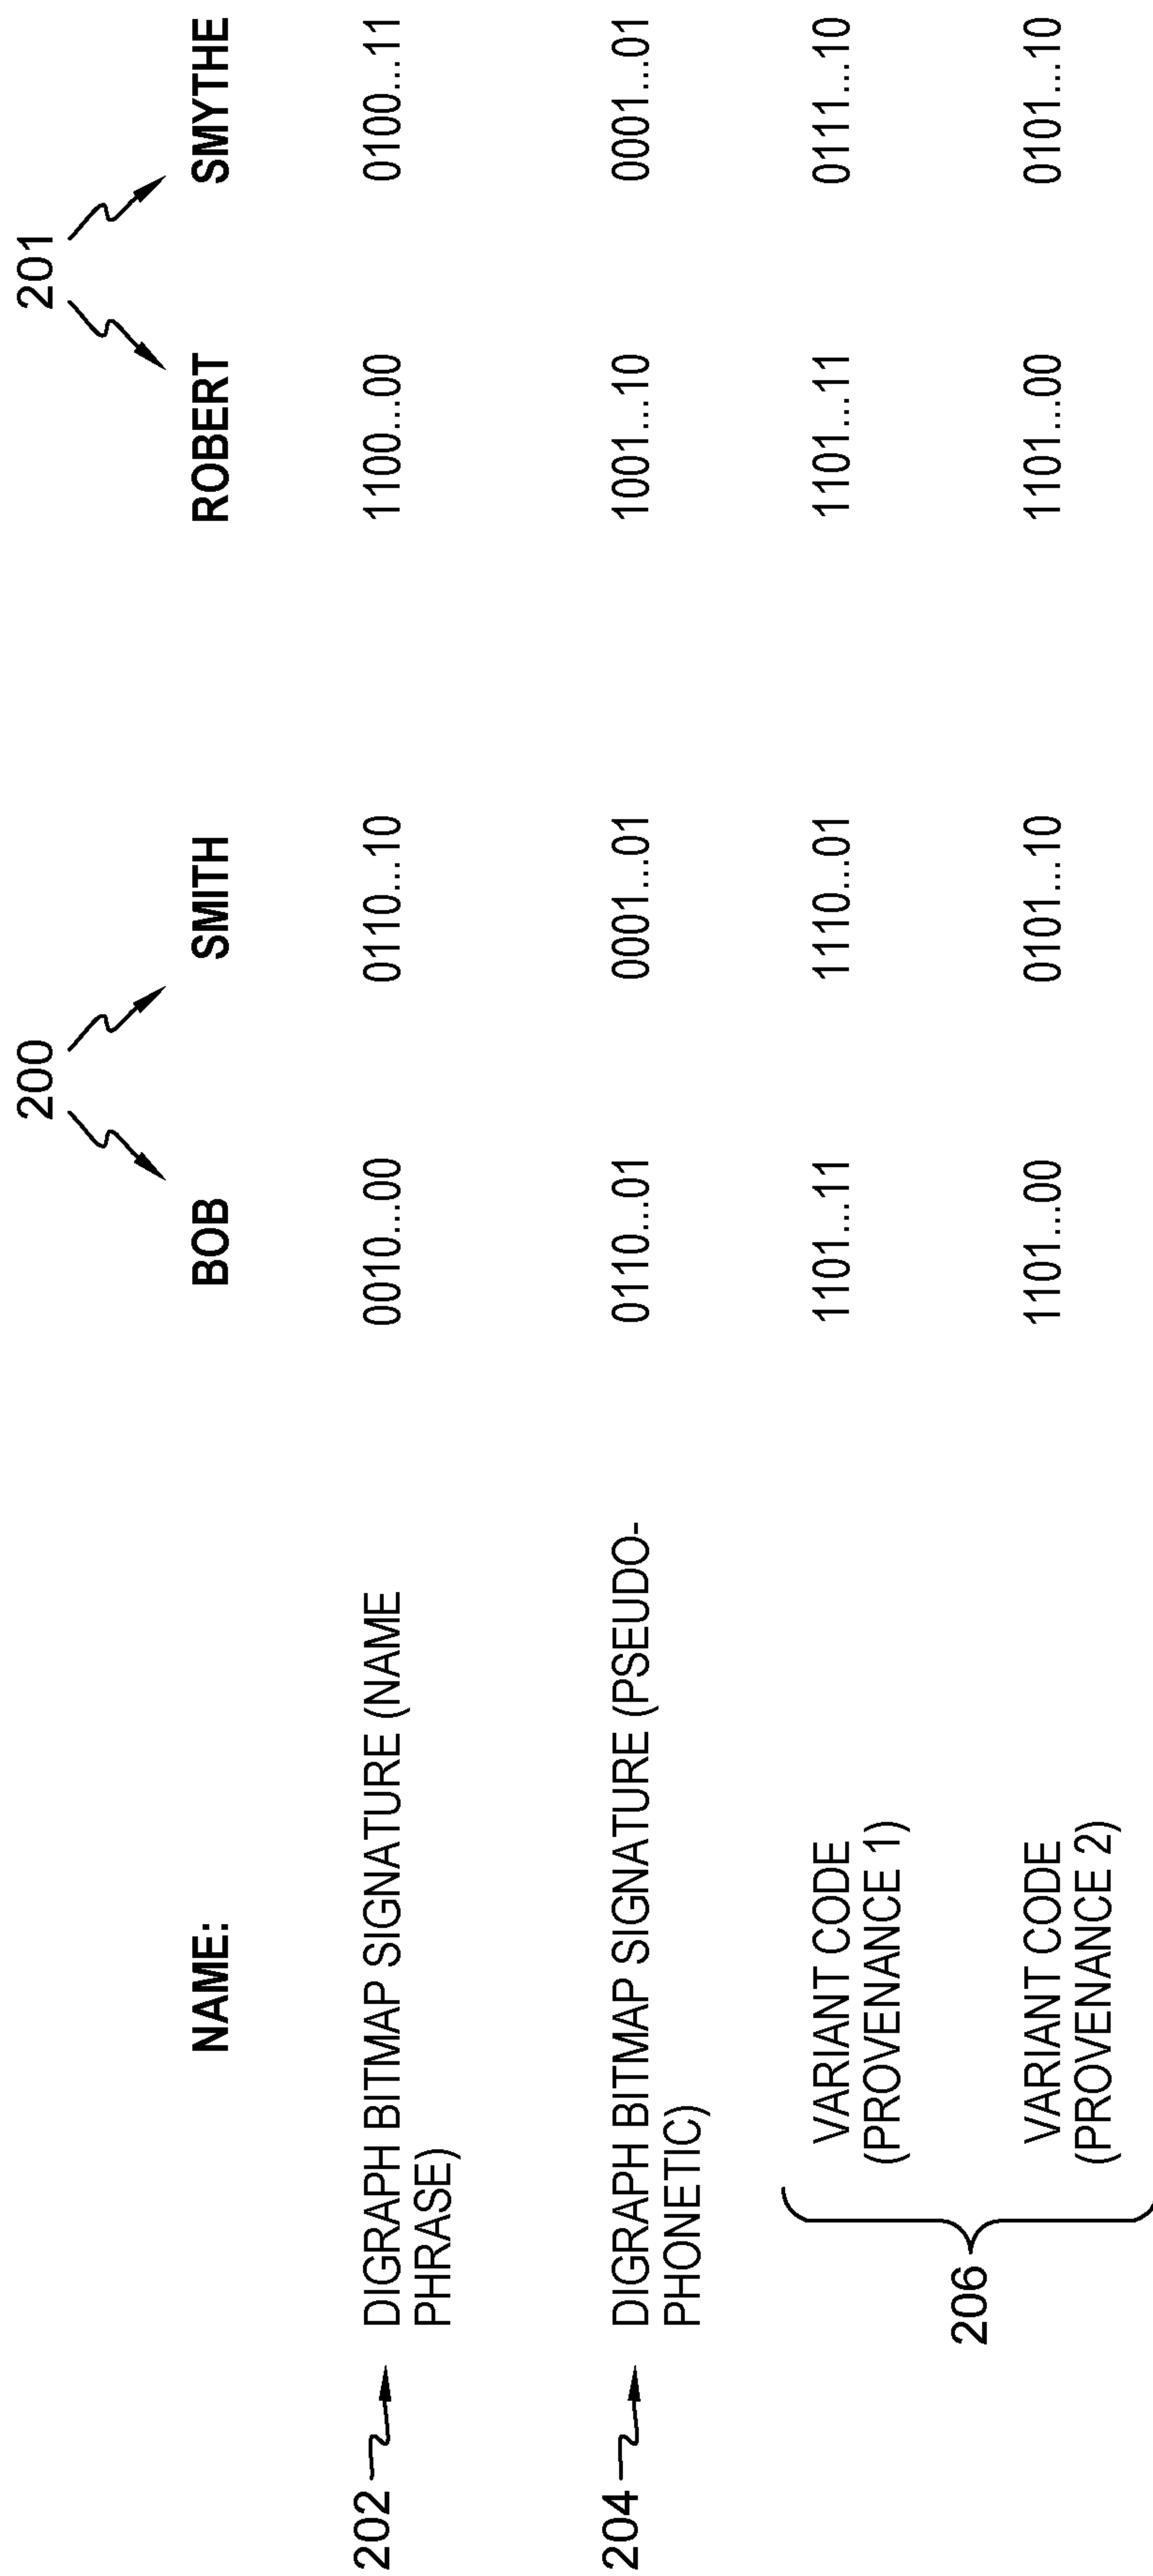 200 201
NAME: BOB SMITH ROBERT SMYTHE
202 DIGRAPH BITMAP SIGNATURE (NAME 0010...00 0110...10 1100...00 0100...11
PHRASE)
204 DIGRAPH BITMAP SIGNATURE (PSEUDO- 0110...01 0001...01 1001...10 0001...01
PHONETIC)
VARIANT CODE 1101...11 1110...01 1101...11 0111...10
(PROVENANCE 1)
206
VARIANT CODE 1101...00 0101...10 1101...00 0101...10
(PROVENANCE 2)